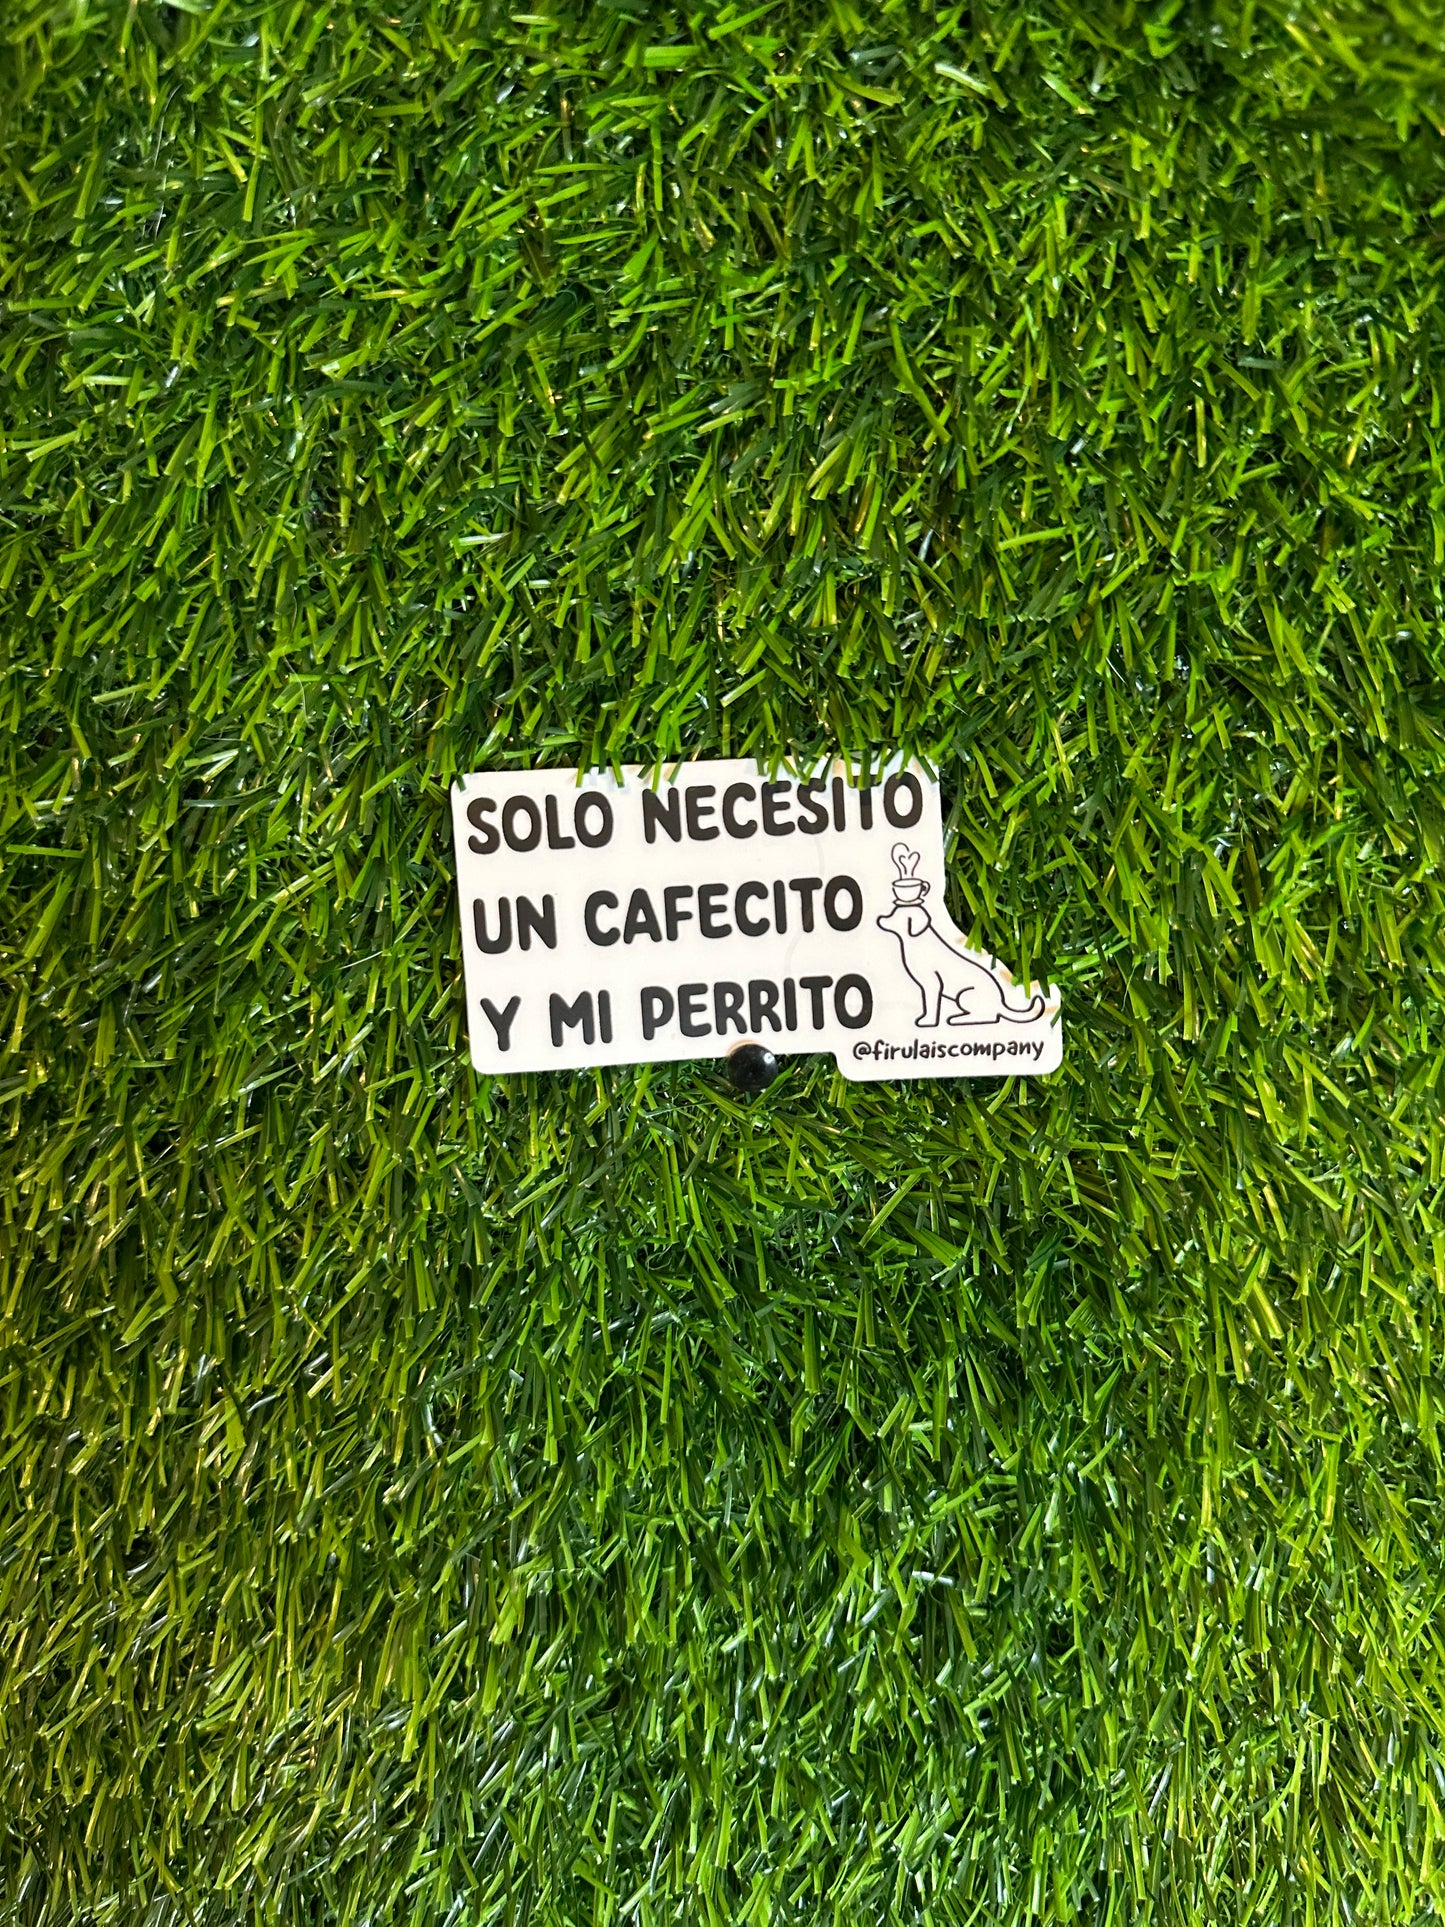 SOLO NECESITO
UN CAFECITO
Y MI PERRITO
@firulaiscompany